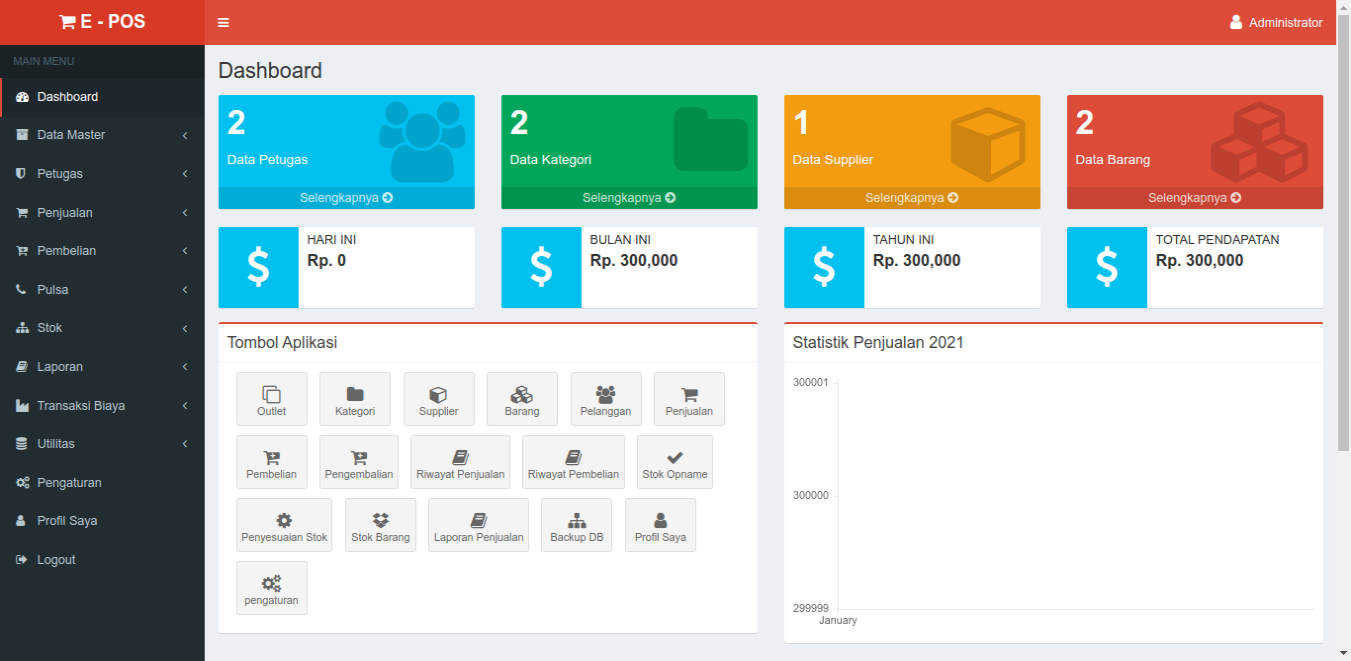 E - POS
Administrator
MAIN MENU
Dashboard
Data Master
Petugas
Penjualan
Pembelian
Pulsa
Stok
Laporan
Transaksi Biaya
Utilitas
Pengaturan
Profil Saya
Logout
Dashboard
2
Data Petugas
Selengkapnya
2
Data Kategori
Selengkapnya
1
Data Supplier
Selengkapnya
2
Data Barang
Selengkapnya
HARI INI
Rp. 0
BULAN INI
Rp. 300,000
TAHUN INI
Rp. 300,000
TOTAL PENDAPATAN
Rp. 300,000
Tombol Aplikasi
Outlet
Kategori
Supplier
Barang
Pelanggan
Penjualan
Pembelian
Pengembalian
Riwayat Penjualan
Riwayat Pembelian
Stok Opname
Penyesuaian Stok
Stok Barang
Laporan Penjualan
Backup DB
Profil Saya
pengaturan
Statistik Penjualan 2021
300001
300000
299999
January